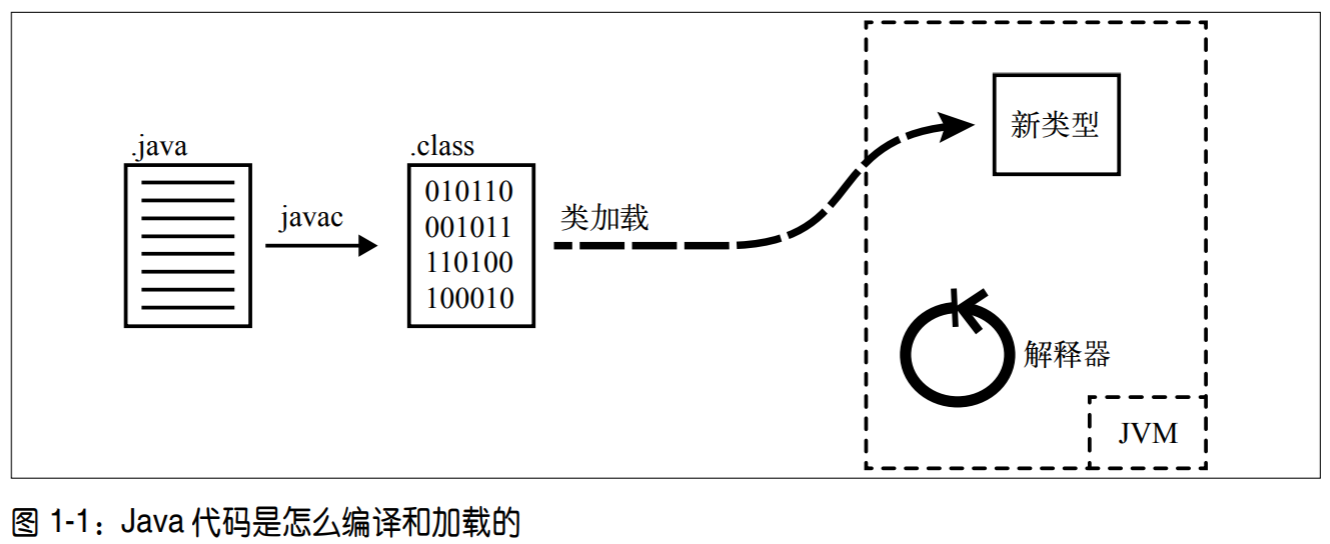 .java
javac
.class
010110
001011
110100
100010
类加载
新类型
解释器
JVM
图 1-1：Java 代码是怎么编译和加载的